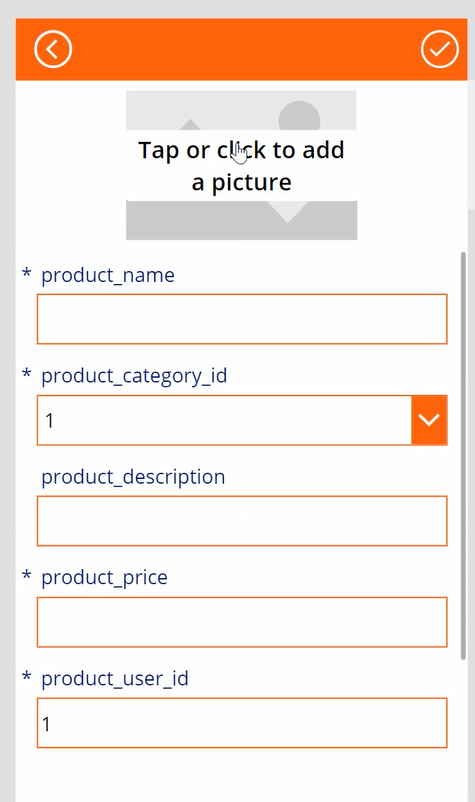 Tap or click to add
a picture
* product_name
* product_category_id
1
product_description
* product_price
* product_user_id
1